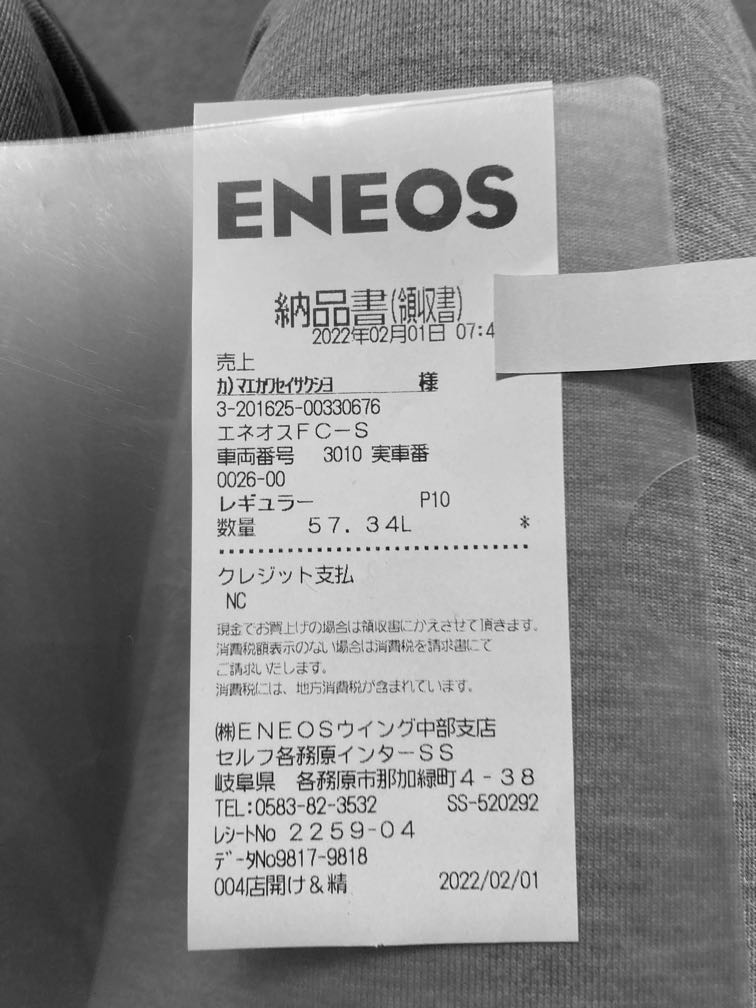 ENEOS
納品書(領収書)
2022年02月01日 07:4
売上
カ)マエカワセイサクシヨ 様
3-201625-00330676
エネオスFC-S
車両番号 3010 実車番
0026-00
レギュラー P10
数量 57.34L *
クレジット支払
NC
現金でお買上げの場合は領収書にかえさせて頂きます。
消費税額表示のない場合は消費税を請求書にて
ご請求いたします。
消費税には、地方消費税が含まれています。
(株)ENEOSウイング中部支店
セルフ各務原インターSS
岐阜県 各務原市那加緑町4-38
TEL:0583-82-3532 SS-520292
レシートNo 2259-04
データNo9817-9818
004店開け&精 2022/02/01